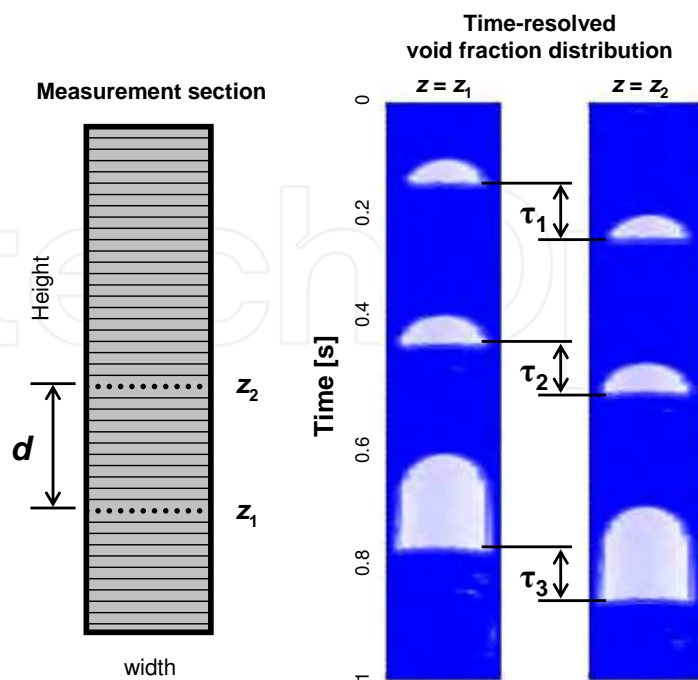 Time-resolved
void fraction distribution
Measurement section
z = z1
z = z2
Height
d
z2
z1
width
Time [s]
0
0.2
0.4
0.6
0.8
1
τ1
τ2
τ3